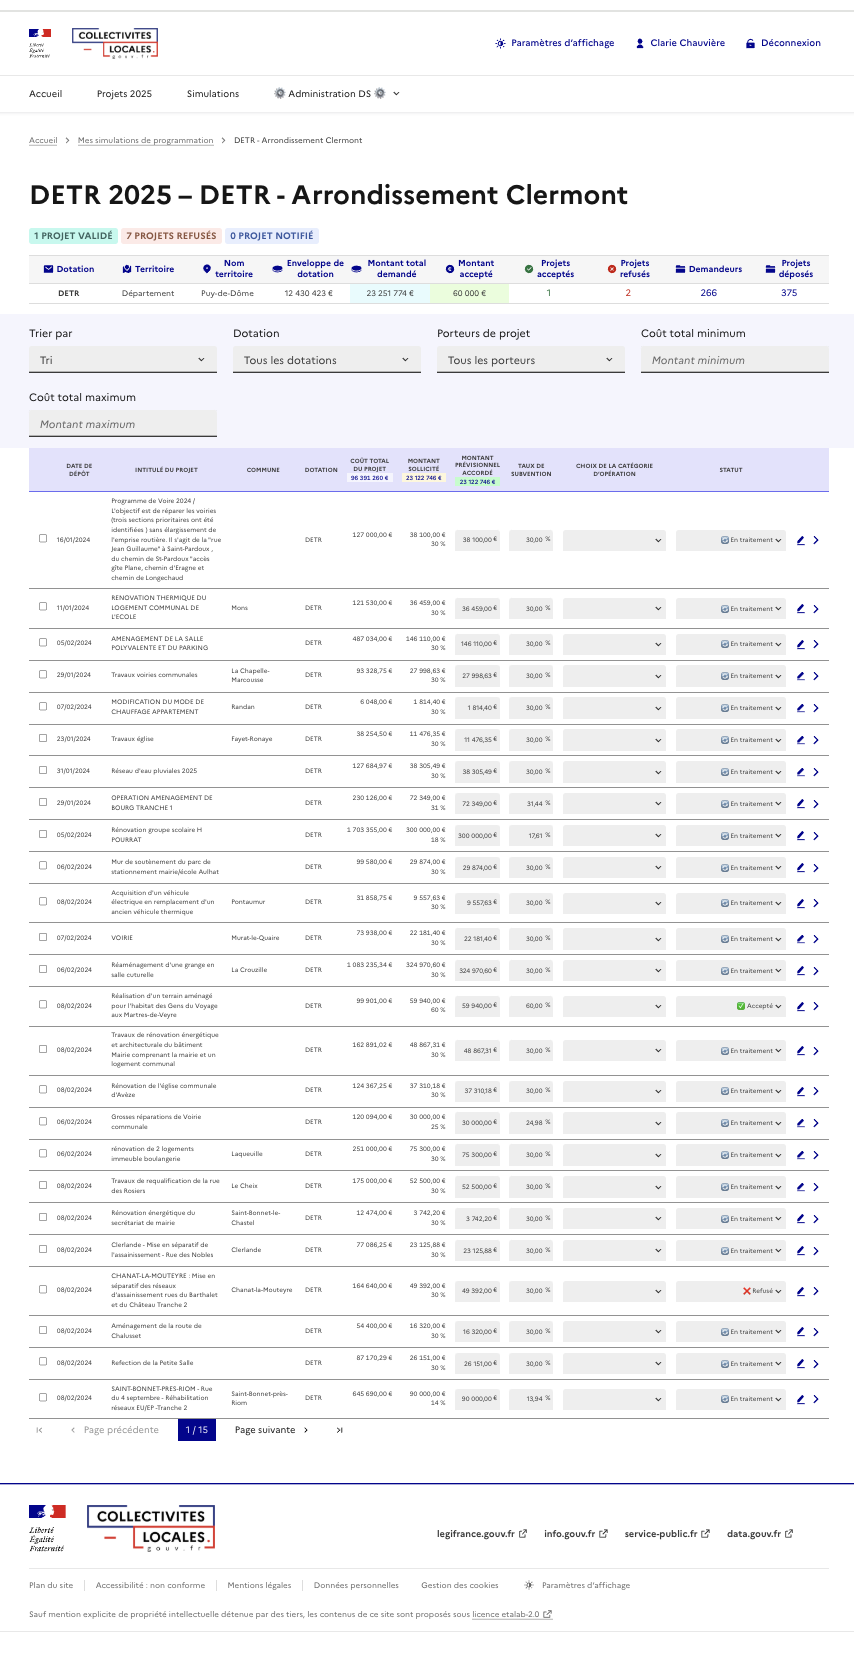 Liberté
Égalité
Fraternité
COLLECTIVITES
LOCALES.
gouv.fr
Paramètres d'affichage
Clarie Chauvière
Déconnexion
Accueil
Projets 2025
Simulations
Administration DS
Accueil > Mes simulations de programmation > DETR - Arrondissement Clermont
DETR 2025 – DETR - Arrondissement Clermont
1 PROJET VALIDÉ 7 PROJETS REFUSÉS 0 PROJET NOTIFIÉ
Dotation Territoire Nom territoire Enveloppe de dotation Montant total demandé Montant accepté Projets acceptés Projets refusés Demandeurs Projets déposés
DETR Département Puy-de-Dôme 12 430 423 € 23 251 774 € 60 000 € 1 2 266 375
Trier par Dotation Porteurs de projet Coût total minimum
Tri Tous les dotations Tous les porteurs Montant minimum
Coût total maximum
Montant maximum
DATE DE DÉPÔT INTITULÉ DU PROJET COMMUNE DOTATION COÛT TOTAL DU PROJET 96 391 260 € MONTANT SOLLICITÉ 23 122 746 € MONTANT PRÉVISIONNEL ACCORDÉ 23 122 746 € TAUX DE SUBVENTION CHOIX DE LA CATÉGORIE D'OPÉRATION STATUT
16/01/2024 Programme de Voire 2024 / L'objectif est de réparer les voiries (trois sections prioritaires ont été identifiées ) sans élargissement de l'emprise routière. Il s'agit de la "rue Jean Guillaume" à Saint-Pardoux , du chemin de St-Pardoux "accès gîte Plane, chemin d'Eragne et chemin de Longechaud DETR 127 000,00 € 38 100,00 € 30 % 38 100,00 € 30,00 % En traitement
11/01/2024 RENOVATION THERMIQUE DU LOGEMENT COMMUNAL DE L'ECOLE Mons DETR 121 530,00 € 36 459,00 € 30 % 36 459,00 € 30,00 % En traitement
05/02/2024 AMENAGEMENT DE LA SALLE POLYVALENTE ET DU PARKING DETR 487 034,00 € 146 110,00 € 30 % 146 110,00 € 30,00 % En traitement
29/01/2024 Travaux voiries communales La Chapelle-Marcousse DETR 93 328,75 € 27 998,63 € 30 % 27 998,63 € 30,00 % En traitement
07/02/2024 MODIFICATION DU MODE DE CHAUFFAGE APPARTEMENT Randan DETR 6 048,00 € 1 814,40 € 30 % 1 814,40 € 30,00 % En traitement
23/01/2024 Travaux église Fayet-Ronaye DETR 38 254,50 € 11 476,35 € 30 % 11 476,35 € 30,00 % En traitement
31/01/2024 Réseau d'eau pluviales 2025 DETR 127 684,97 € 38 305,49 € 30 % 38 305,49 € 30,00 % En traitement
29/01/2024 OPERATION AMENAGEMENT DE BOURG TRANCHE 1 DETR 230 126,00 € 72 349,00 € 31 % 72 349,00 € 31,44 % En traitement
05/02/2024 Rénovation groupe scolaire H POURRAT DETR 1 703 355,00 € 300 000,00 € 18 % 300 000,00 € 17,61 % En traitement
06/02/2024 Mur de soutènement du parc de stationnement mairie/école Aulhat DETR 99 580,00 € 29 874,00 € 30 % 29 874,00 € 30,00 % En traitement
08/02/2024 Acquisition d'un véhicule électrique en remplacement d'un ancien véhicule thermique Pontaumur DETR 31 858,75 € 9 557,63 € 30 % 9 557,63 € 30,00 % En traitement
07/02/2024 VOIRIE Murat-le-Quaire DETR 73 938,00 € 22 181,40 € 30 % 22 181,40 € 30,00 % En traitement
06/02/2024 Réaménagement d'une grange en salle cuturelle La Crouzille DETR 1 083 235,34 € 324 970,60 € 30 % 324 970,60 € 30,00 % En traitement
08/02/2024 Réalisation d'un terrain aménagé pour l'habitat des Gens du Voyage aux Martres-de-Veyre DETR 99 901,00 € 59 940,00 € 60 % 59 940,00 € 60,00 % Accepté
08/02/2024 Travaux de rénovation énergétique et architecturale du bâtiment Mairie comprenant la mairie et un logement communal DETR 162 891,02 € 48 867,31 € 30 % 48 867,31 € 30,00 % En traitement
08/02/2024 Rénovation de l'église communale d'Avèze DETR 124 367,25 € 37 310,18 € 30 % 37 310,18 € 30,00 % En traitement
06/02/2024 Grosses réparations de Voirie communale DETR 120 094,00 € 30 000,00 € 25 % 30 000,00 € 24,98 % En traitement
06/02/2024 rénovation de 2 logements immeuble boulangerie Laqueuille DETR 251 000,00 € 75 300,00 € 30 % 75 300,00 € 30,00 % En traitement
08/02/2024 Travaux de requalification de la rue des Rosiers Le Cheix DETR 175 000,00 € 52 500,00 € 30 % 52 500,00 € 30,00 % En traitement
08/02/2024 Rénovation énergétique du secrétariat de mairie Saint-Bonnet-le-Chastel DETR 12 474,00 € 3 742,20 € 30 % 3 742,20 € 30,00 % En traitement
08/02/2024 Clerlande - Mise en séparatif de l'assainissement - Rue des Nobles Clerlande DETR 77 086,25 € 23 125,88 € 30 % 23 125,88 € 30,00 % En traitement
08/02/2024 CHANAT-LA-MOUTEYRE : Mise en séparatif des réseaux d'assainissement rues du Barthalet et du Château Tranche 2 Chanat-la-Mouteyre DETR 164 640,00 € 49 392,00 € 30 % 49 392,00 € 30,00 % Refusé
08/02/2024 Aménagement de la route de Chalusset DETR 54 400,00 € 16 320,00 € 30 % 16 320,00 € 30,00 % En traitement
08/02/2024 Refection de la Petite Salle DETR 87 170,29 € 26 151,00 € 30 % 26 151,00 € 30,00 % En traitement
08/02/2024 SAINT-BONNET-PRES-RIOM - Rue du 4 septembre - Réhabilitation réseaux EU/EP -Tranche 2 Saint-Bonnet-près-Riom DETR 645 690,00 € 90 000,00 € 14 % 90 000,00 € 13,94 % En traitement
Page précédente 1 / 15 Page suivante
Liberté
Égalité
Fraternité
COLLECTIVITES
LOCALES.
gouv.fr
legifrance.gouv.fr info.gouv.fr service-public.fr data.gouv.fr
Plan du site Accessibilité : non conforme Mentions légales Données personnelles Gestion des cookies Paramètres d'affichage
Sauf mention explicite de propriété intellectuelle détenue par des tiers, les contenus de ce site sont proposés sous licence etalab-2.0